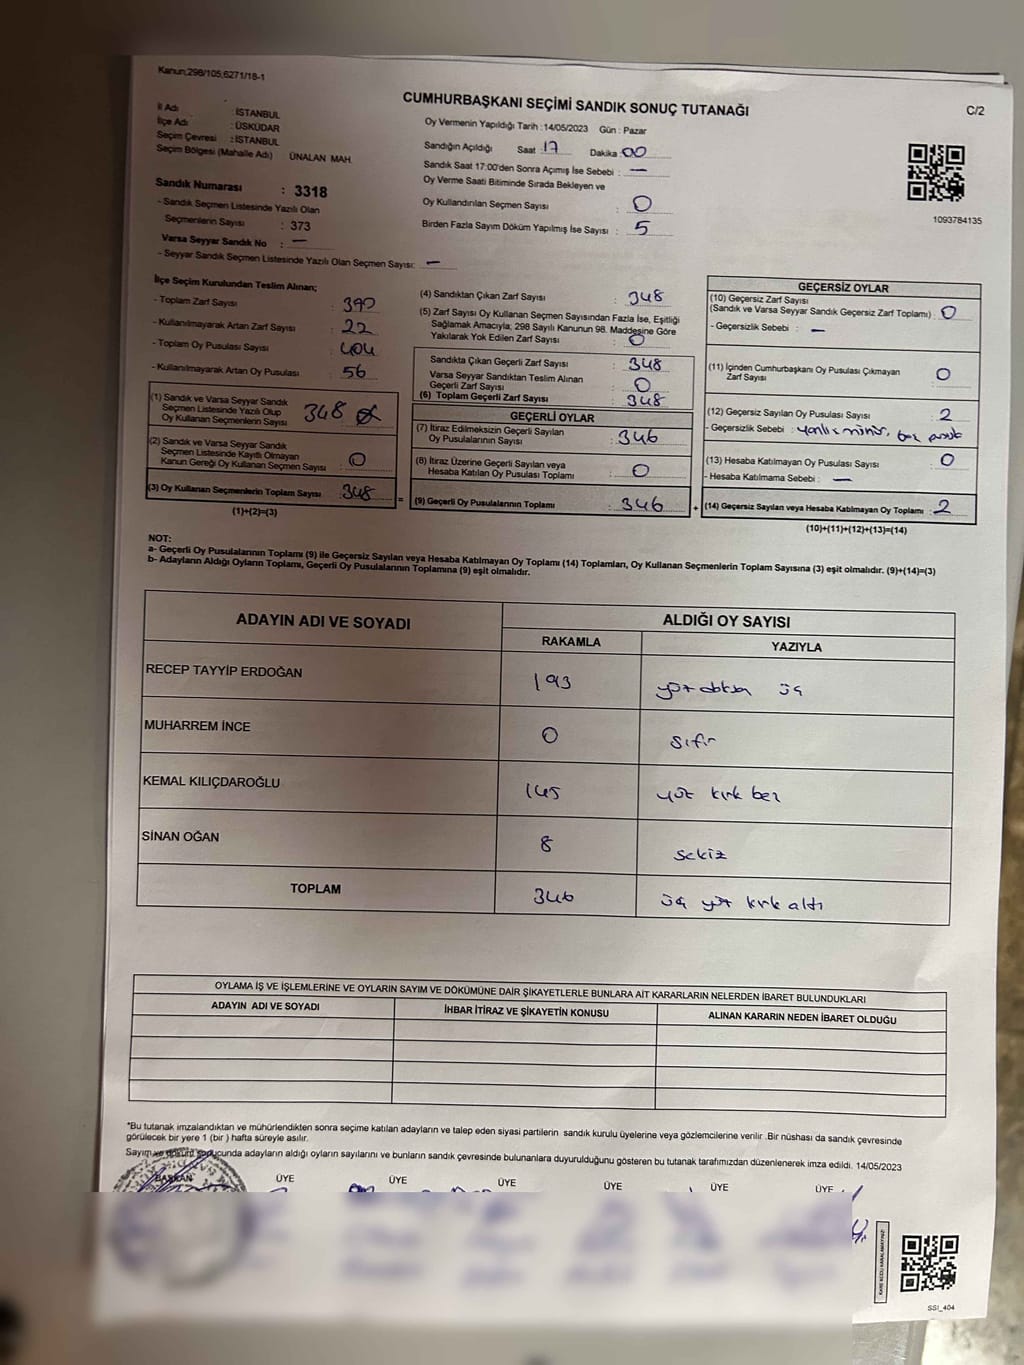 Kanun;298/105,6271/18-1
CUMHURBAŞKANI SEÇİMİ SANDIK SONUÇ TUTANAĞI
C/2
İl Adı : İSTANBUL
İlçe Adı : ÜSKÜDAR
Seçim Çevresi : İSTANBUL
Seçim Bölgesi (Mahalle Adı) ÜNALAN MAH.
Sandık Numarası : 3318
- Sandık Seçmen Listesinde Yazılı Olan
Seçmenlerin Sayısı : 373
Varsa Seyyar Sandık No : —
- Seyyar Sandık Seçmen Listesinde Yazılı Olan Seçmen Sayısı: —
Oy Vermenin Yapıldığı Tarih : 14/05/2023 Gün : Pazar
Sandığın Açıldığı Saat 17 Dakika 00
Sandık Saat 17:00'den Sonra Açımış İse Sebebi : —
Oy Verme Saati Bitiminde Sırada Bekleyen ve
Oy Kullandırılan Seçmen Sayısı : 0
Birden Fazla Sayım Döküm Yapılmış İse Sayısı : 5
1093784135
İlçe Seçim Kurulundan Teslim Alınan;
- Toplam Zarf Sayısı : 390
- Kullanılmayarak Artan Zarf Sayısı : 22
- Toplam Oy Pusulası Sayısı : 404
- Kullanılmayarak Artan Oy Pusulası : 56
(1) Sandık ve Varsa Seyyar Sandık
Seçmen Listesinde Yazılı Olup
Oy Kullanan Seçmenlerin Sayısı 348
(2) Sandık ve Varsa Seyyar Sandık
Seçmen Listesinde Kayıtlı Olmayan
Kanun Gereği Oy Kullanan Seçmen Sayısı : 0
(3) Oy Kullanan Seçmenlerin Toplam Sayısı : 348
(1)+(2)=(3)
(4) Sandıktan Çıkan Zarf Sayısı : 348
(5) Zarf Sayısı Oy Kullanan Seçmen Sayısından Fazla İse, Eşitliği
Sağlamak Amacıyla; 298 Sayılı Kanunun 98. Maddesine Göre
Yakılarak Yok Edilen Zarf Sayısı : 0
Sandıkta Çıkan Geçerli Zarf Sayısı : 348
Varsa Seyyar Sandıktan Teslim Alınan
Geçerli Zarf Sayısı : 0
(6) Toplam Geçerli Zarf Sayısı : 348
GEÇERLİ OYLAR
(7) İtiraz Edilmeksizin Geçerli Sayılan
Oy Pusulalarının Sayısı : 346
(8) İtiraz Üzerine Geçerli Sayılan veya
Hesaba Katılan Oy Pusulası Toplamı : 0
= (9) Geçerli Oy Pusulalarının Toplamı : 346
GEÇERSİZ OYLAR
(10) Geçersiz Zarf Sayısı
(Sandık ve Varsa Seyyar Sandık Geçersiz Zarf Toplamı) : 0
- Geçersizlik Sebebi : —
(11) İçinden Cumhurbaşkanı Oy Pusulası Çıkmayan
Zarf Sayısı : 0
(12) Geçersiz Sayılan Oy Pusulası Sayısı : 2
- Geçersizlik Sebebi :
(13) Hesaba Katılmayan Oy Pusulası Sayısı : 0
- Hesaba Katılmama Sebebi : —
+ (14) Geçersiz Sayılan veya Hesaba Katılmayan Oy Toplamı : 2
(10)+(11)+(12)+(13)=(14)
NOT:
a- Geçerli Oy Pusulalarının Toplamı (9) ile Geçersiz Sayılan veya Hesaba Katılmayan Oy Toplamı (14) Toplamları, Oy Kullanan Seçmenlerin Toplam Sayısına (3) eşit olmalıdır. (9)+(14)=(3)
b- Adayların Aldığı Oyların Toplamı, Geçerli Oy Pusulalarının Toplamına (9) eşit olmalıdır.
ADAYIN ADI VE SOYADI ALDIĞI OY SAYISI
RAKAMLA YAZIYLA
RECEP TAYYİP ERDOĞAN 193 yüz doksan üç
MUHARREM İNCE 0 sıfır
KEMAL KILIÇDAROĞLU 145 yüz kırk beş
SİNAN OĞAN 8 sekiz
TOPLAM 346 üç yüz kırk altı
OYLAMA İŞ VE İŞLEMLERİNE VE OYLARIN SAYIM VE DÖKÜMÜNE DAİR ŞİKAYETLERLE BUNLARA AİT KARARLARIN NELERDEN İBARET BULUNDUKLARI
ADAYIN ADI VE SOYADI İHBAR İTİRAZ VE ŞİKAYETİN KONUSU ALINAN KARARIN NEDEN İBARET OLDUĞU
*Bu tutanak imzalandıktan ve mühürlendikten sonra seçime katılan adayların ve talep eden siyasi partilerin sandık kurulu üyelerine veya gözlemcilerine verilir .Bir nüshası da sandık çevresinde
görülecek bir yere 1 (bir ) hafta süreyle asılır.
Sayım ve döküm sonucunda adayların aldığı oyların sayılarını ve bunların sandık çevresinde bulunanlara duyurulduğunu gösteren bu tutanak tarafımızdan düzenlenerek imza edildi. 14/05/2023
BAŞKAN ÜYE ÜYE ÜYE ÜYE ÜYE ÜYE
SSI_404